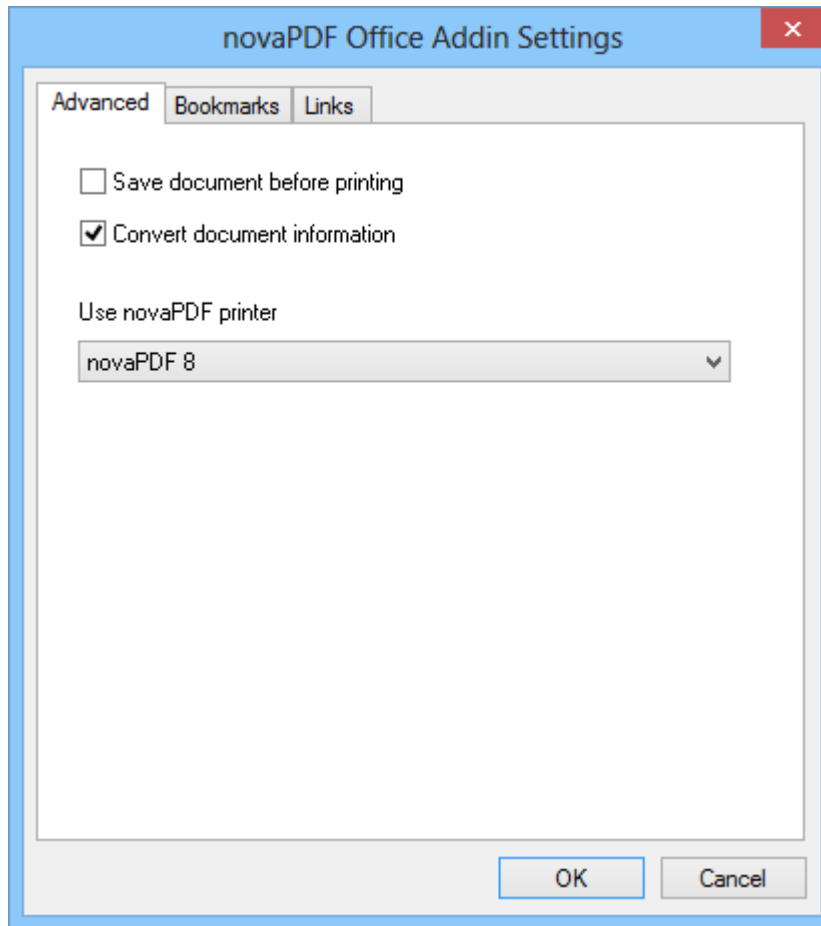 novaPDF Office Addin Settings
Advanced Bookmarks Links
Save document before printing
Convert document information
Use novaPDF printer
novaPDF 8
OK Cancel